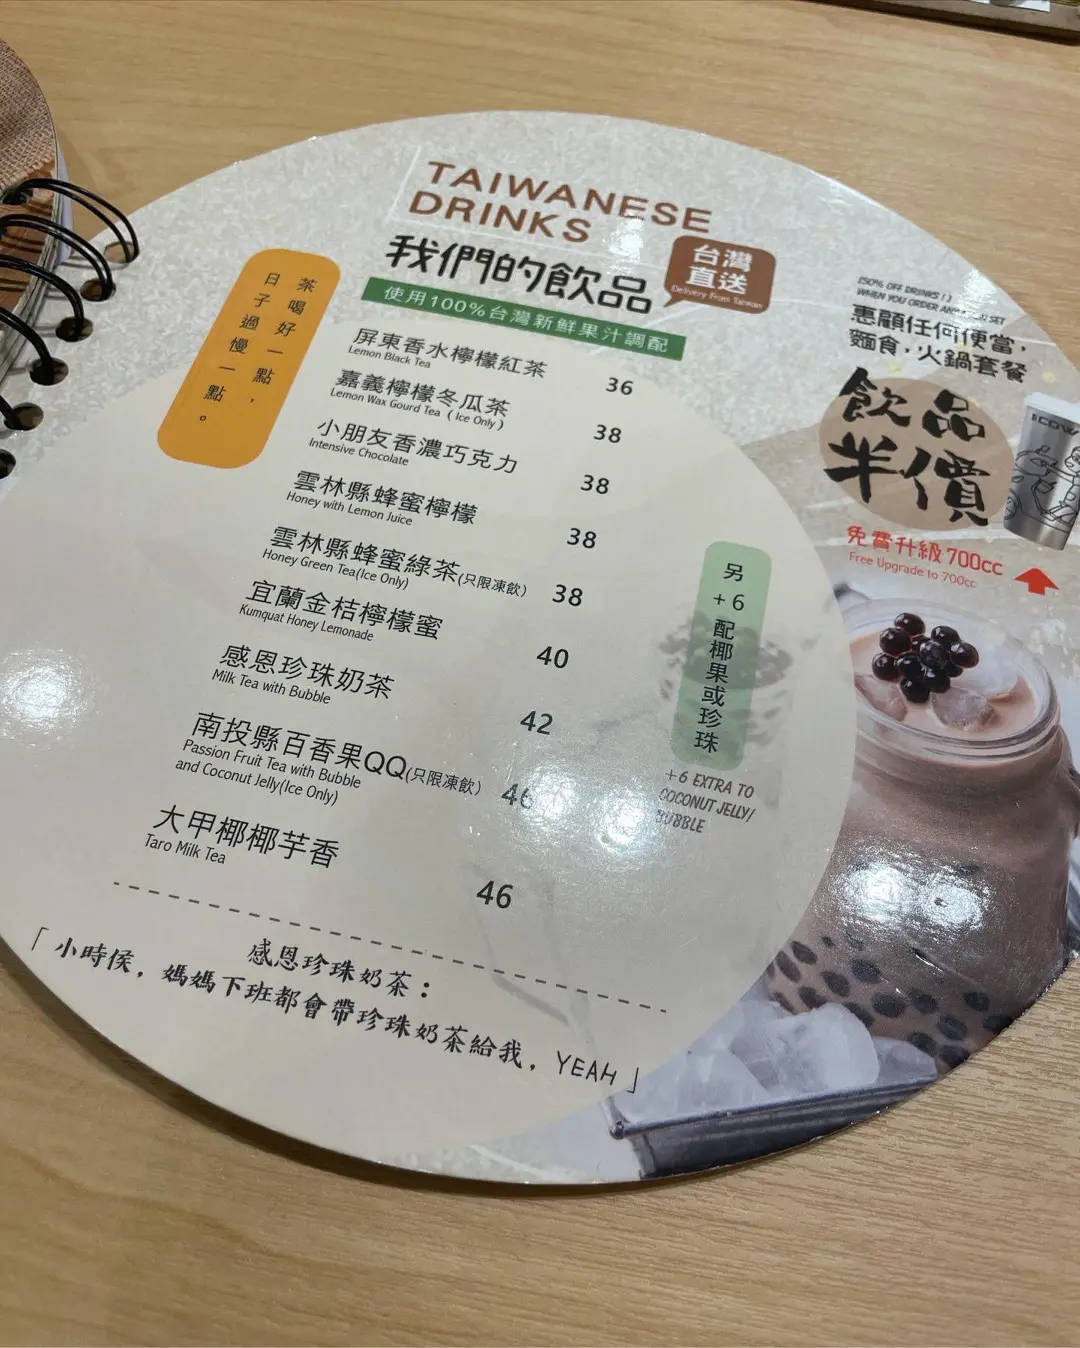 TAIWANESE
DRINKS
我們的飲品
台灣
直送
Delivery From Taiwan
使用100%台灣新鮮果汁調配
茶喝好一點，
日子過慢一點。
屏東香水檸檬紅茶 36
Lemon Black Tea
嘉義檸檬冬瓜茶 38
Lemon Wax Gourd Tea (Ice Only)
小朋友香濃巧克力 38
Intensive Chocolate
雲林縣蜂蜜檸檬 38
Honey with Lemon Juice
雲林縣蜂蜜綠茶(只限凍飲) 38
Honey Green Tea(Ice Only)
宜蘭金桔檸檬蜜 40
Kumquat Honey Lemonade
感恩珍珠奶茶 42
Milk Tea with Bubble
南投縣百香果QQ(只限凍飲) 46
Passion Fruit Tea with Bubble
and Coconut Jelly(Ice Only)
大甲椰椰芋香 46
Taro Milk Tea
另+6配椰果或珍珠
+6 EXTRA TO
COCONUT JELLY/
BUBBLE
感恩珍珠奶茶：
「小時侯，媽媽下班都會帶珍珠奶茶給我，YEAH」
(50% OFF DRINKS!)
WHEN YOU ORDER SET
惠顧任何便當，
麵食，火鍋套餐
飲品
半價
免費升級700cc
Free Upgrade to 700cc